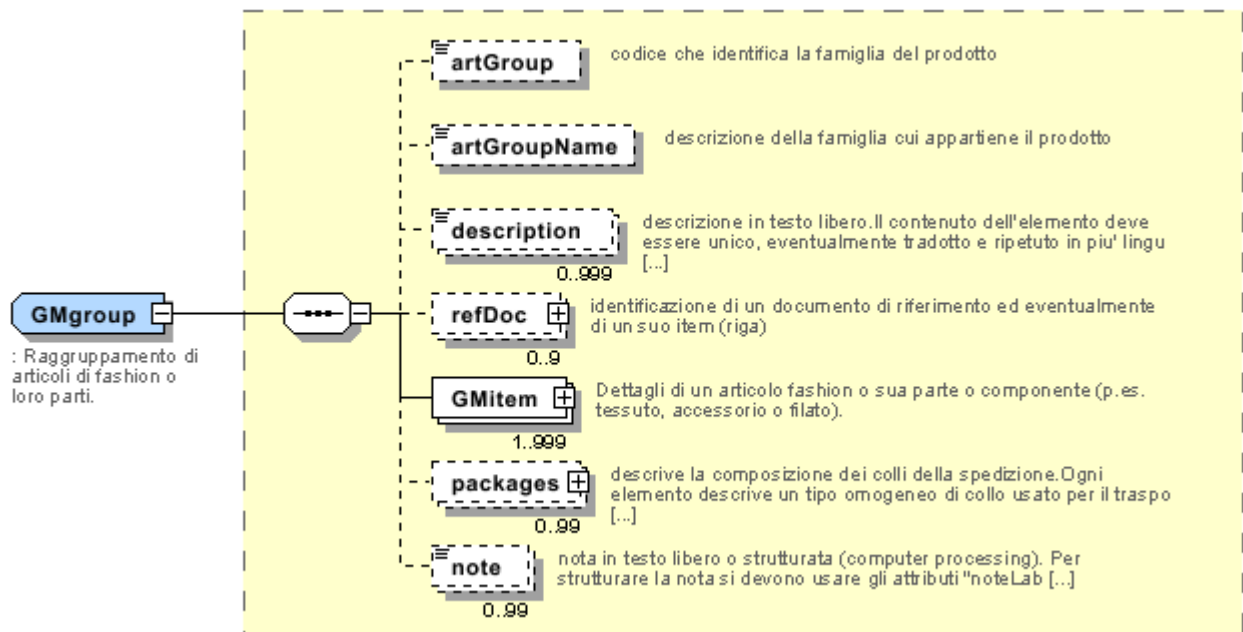 artGroup
codice che identifica la famiglia del prodotto
artGroupName
descrizione della famiglia cui appartiene il prodotto
description
descrizione in testo libero.Il contenuto dell'elemento deve
essere unico, eventualmente tradotto e ripetuto in piu' lingu
[...]
0..999
GMgroup
: Raggruppamento di
articoli di fashion o
loro parti.
refDoc
identificazione di un documento di riferimento ed eventualmente
di un suo item (riga)
0..9
GMitem
Dettagli di un articolo fashion o sua parte o componente (p.es.
tessuto, accessorio o filato).
1..999
packages
descrive la composizione dei colli della spedizione.Ogni
elemento descrive un tipo omogeneo di collo usato per il traspo
[...]
0..99
note
nota in testo libero o strutturata (computer processing). Per
strutturare la nota si devono usare gli attributi "noteLab [...]
0..99